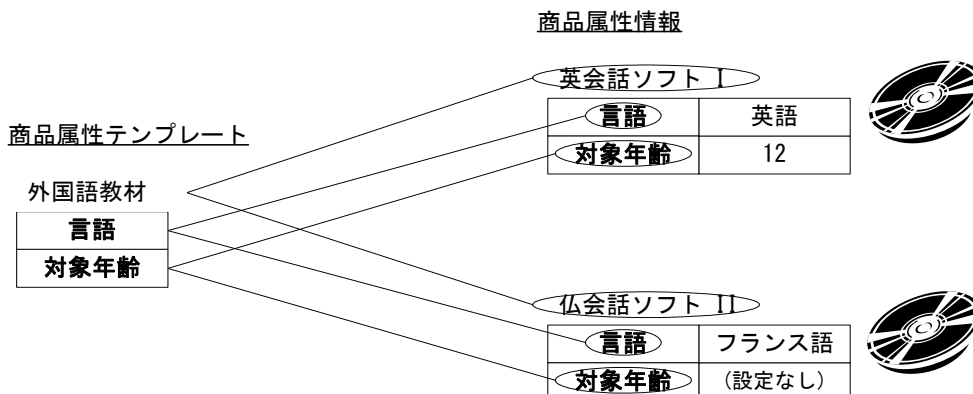 商品属性情報
英会話ソフト I
言語 英語
対象年齢 12
商品属性テンプレート
外国語教材
言語
対象年齢
仏会話ソフト II
言語 フランス語
対象年齢 (設定なし)